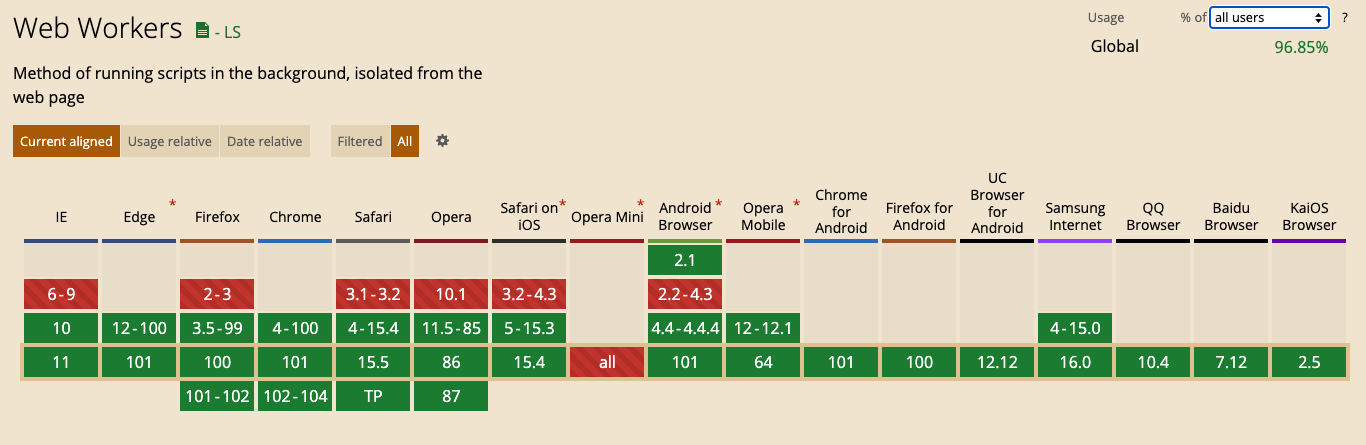 Web Workers - LS
Usage % of all users ?
Global 96.85%
Method of running scripts in the background, isolated from the
web page
Current aligned Usage relative Date relative Filtered All
IE
Edge *
Firefox
Chrome
Safari
Opera
Safari on *
iOS
Opera Mini *
Android *
Browser
Opera *
Mobile
Chrome
for
Android
Firefox for
Android
UC
Browser
for
Android
Samsung
Internet
QQ
Browser
Baidu
Browser
KaiOS
Browser
2.1
6-9 2-3 3.1-3.2 10.1 3.2-4.3 2.2-4.3
10 12-100 3.5-99 4-100 4-15.4 11.5-85 5-15.3 4.4-4.4.4 12-12.1 4-15.0
11 101 100 101 15.5 86 15.4 all 101 64 101 100 12.12 16.0 10.4 7.12 2.5
101-102 102-104 TP 87